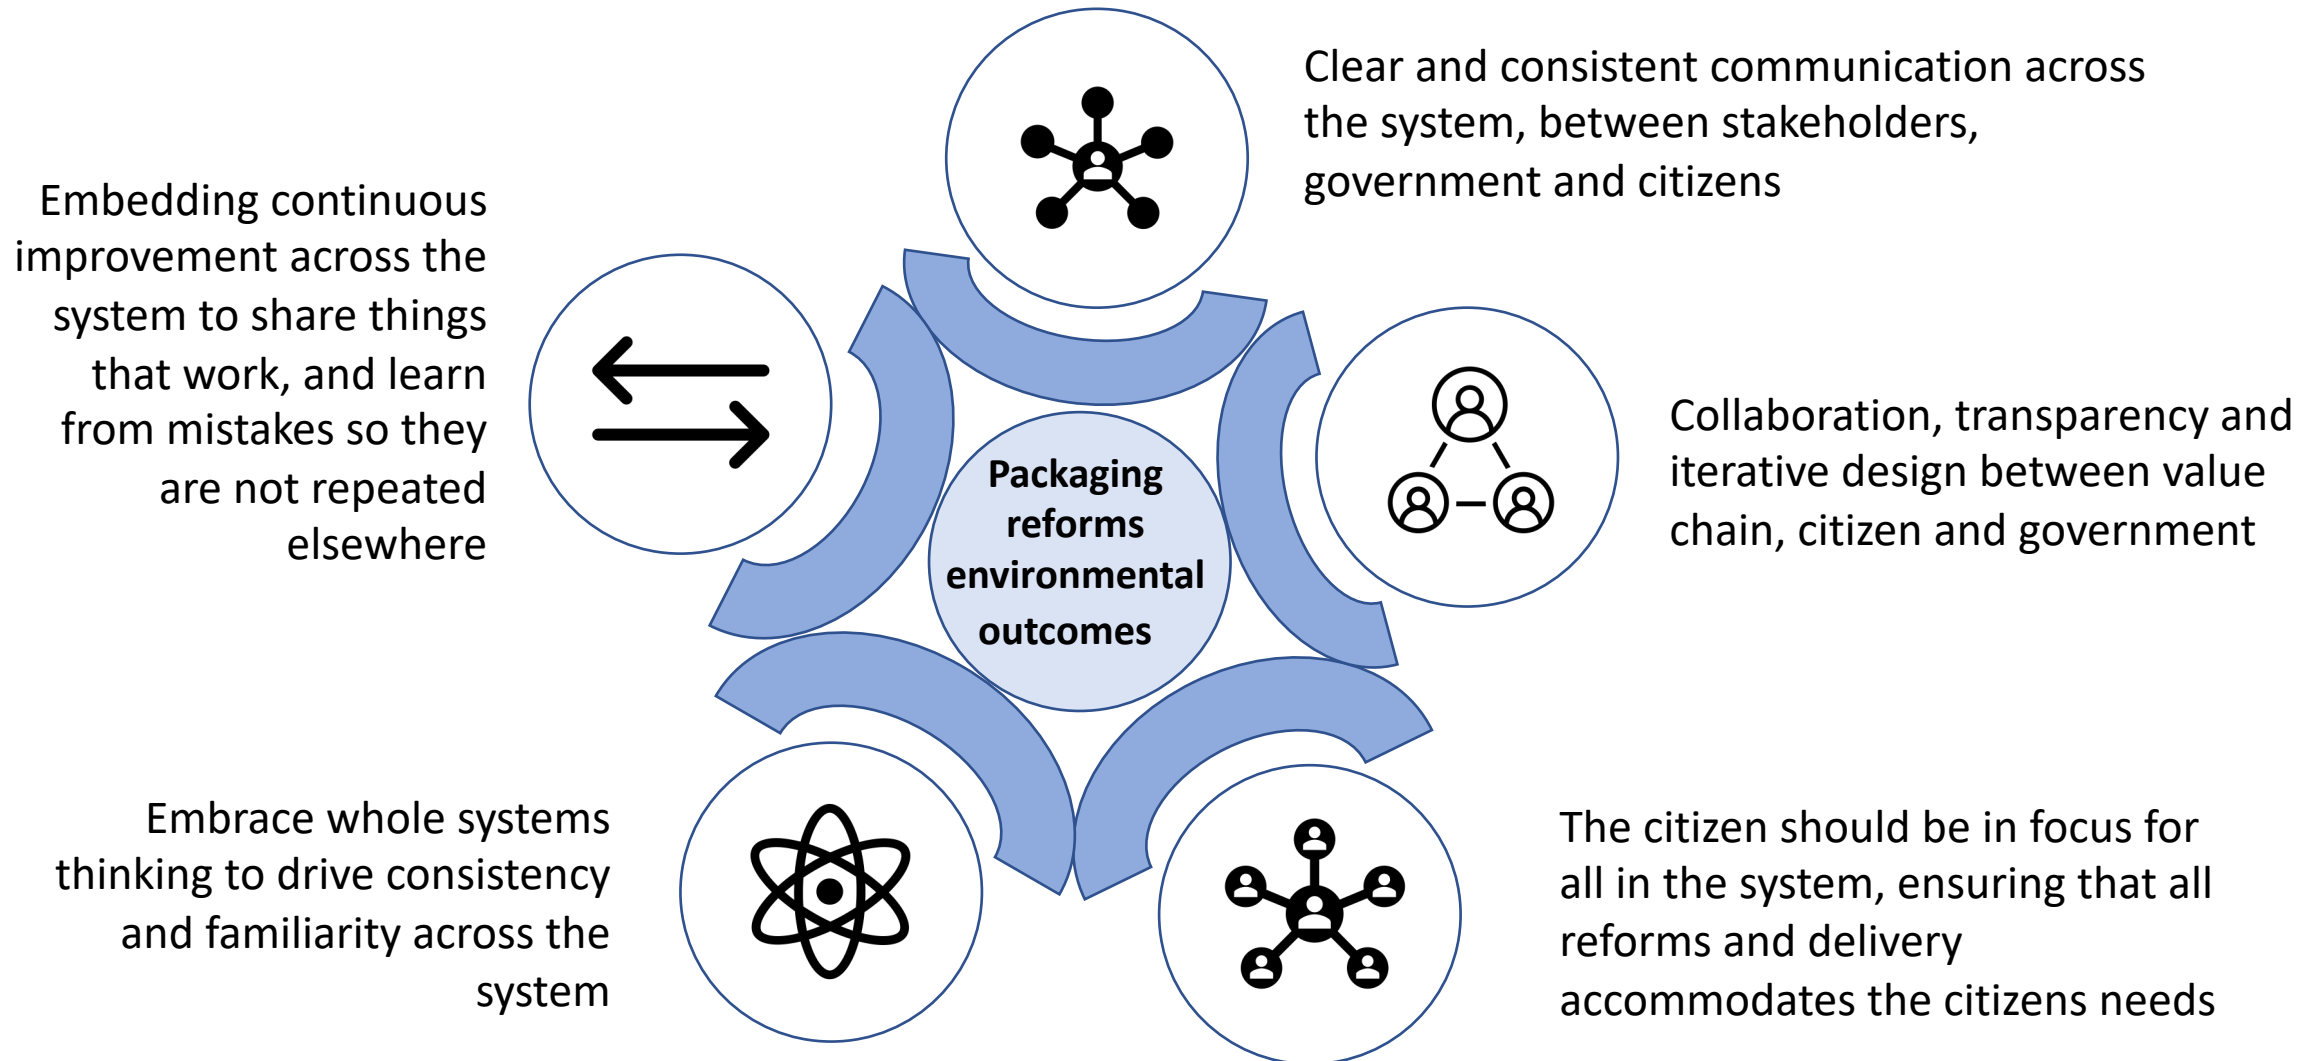 Clear and consistent communication across
the system, between stakeholders,
government and citizens
Embedding continuous
improvement across the
system to share things
that work, and learn
from mistakes so they
are not repeated
elsewhere
Collaboration, transparency and
iterative design between value
chain, citizen and government
Packaging
reforms
environmental
outcomes
Embrace whole systems
thinking to drive consistency
and familiarity across the
system
The citizen should be in focus for
all in the system, ensuring that all
reforms and delivery
accommodates the citizens needs